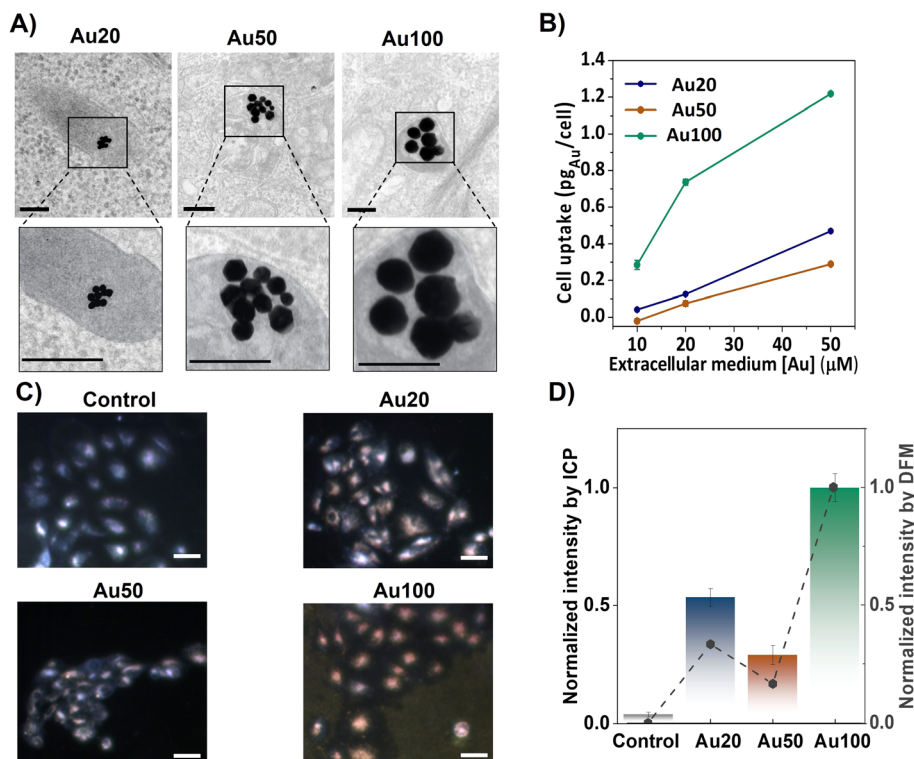 A)
Au20
Au50
Au100
B)
Cell uptake (pg_Au/cell)
1.4
1.2
1.0
0.8
0.6
0.4
0.2
0.0
Au20
Au50
Au100
10 20 30 40 50
Extracellular medium [Au] (μM)
C)
Control
Au20
Au50
Au100
D)
Normalized intensity by ICP
1.0
0.5
0.0
Normalized intensity by DFM
1.0
0.5
0.0
Control Au20 Au50 Au100